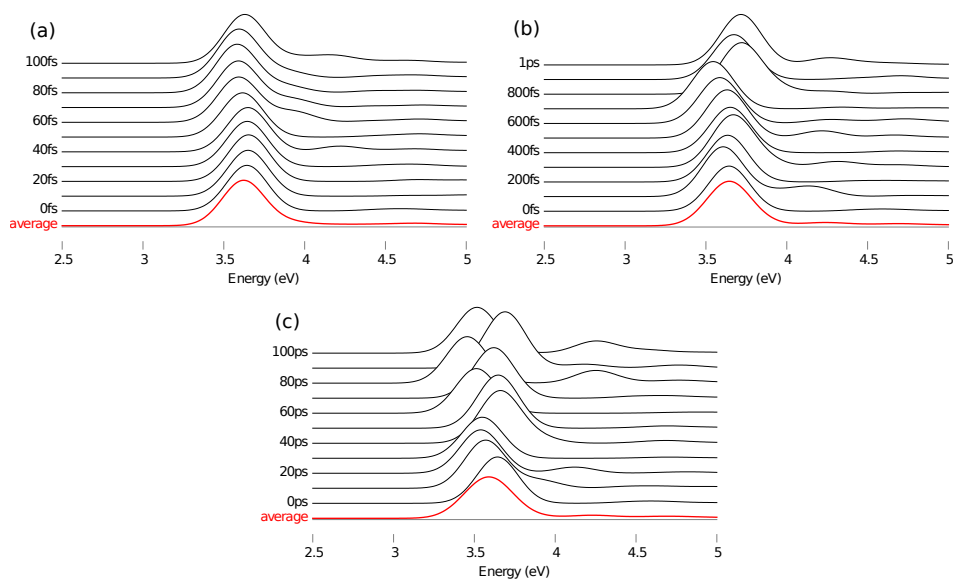 (a)
100fs
80fs
60fs
40fs
20fs
0fs
average
2.5 3 3.5 4 4.5 5
Energy (eV)
(b)
1ps
800fs
600fs
400fs
200fs
0fs
average
2.5 3 3.5 4 4.5 5
Energy (eV)
(c)
100ps
80ps
60ps
40ps
20ps
0ps
average
2.5 3 3.5 4 4.5 5
Energy (eV)